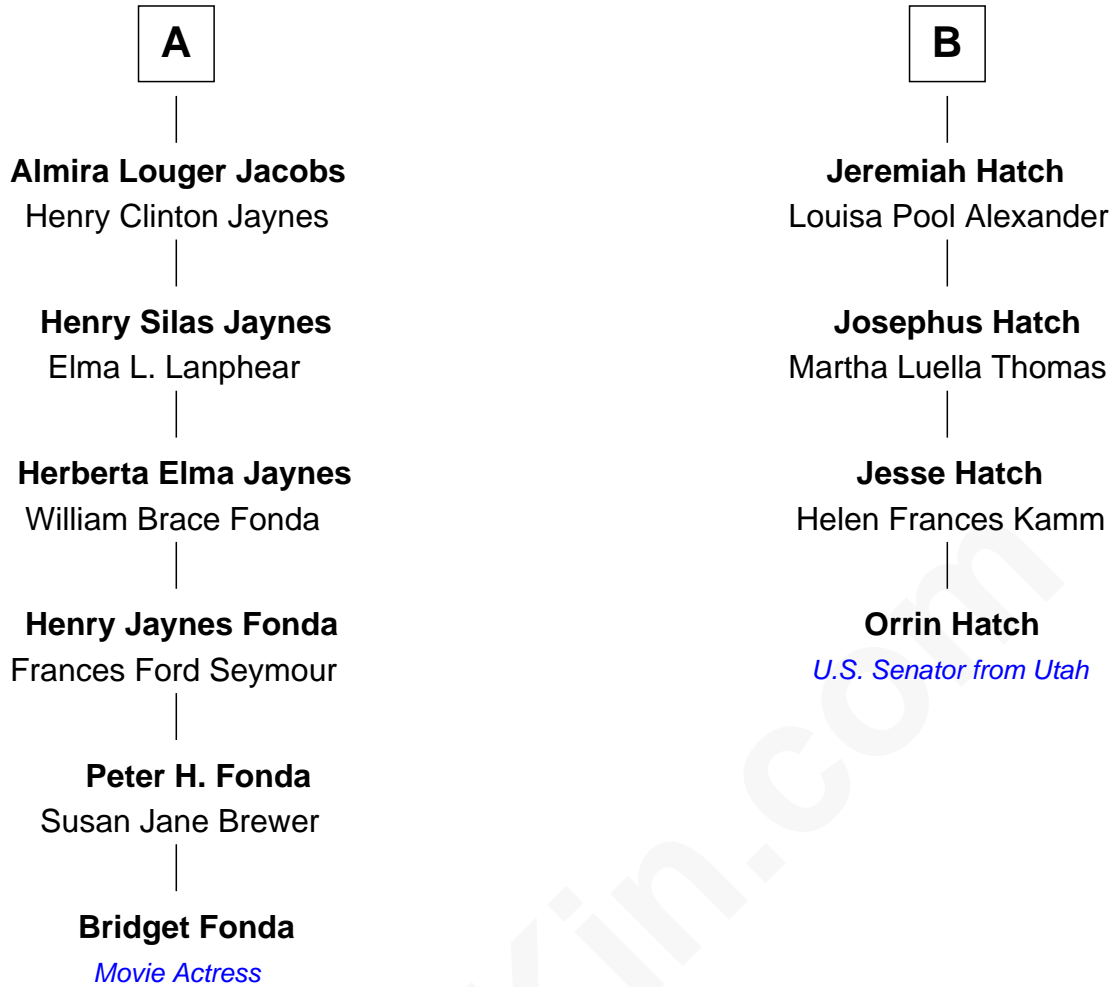 A
Almira Louger Jacobs
Henry Clinton Jaynes
Henry Silas Jaynes
Elma L. Lanphear
Herberta Elma Jaynes
William Brace Fonda
Henry Jaynes Fonda
Frances Ford Seymour
Peter H. Fonda
Susan Jane Brewer
Bridget Fonda
Movie Actress
B
Jeremiah Hatch
Louisa Pool Alexander
Josephus Hatch
Martha Luella Thomas
Jesse Hatch
Helen Frances Kamm
Orrin Hatch
U.S. Senator from Utah
Kin.com